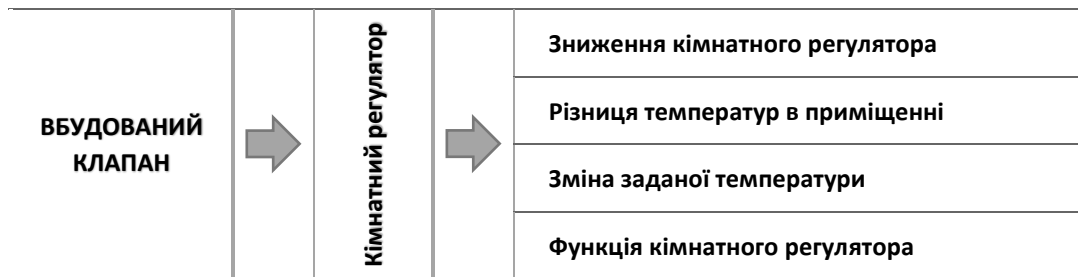 ВБУДОВАНИЙ
КЛАПАН
Кімнатний регулятор
Зниження кімнатного регулятора
Різниця температур в приміщенні
Зміна заданої температури
Функція кімнатного регулятора